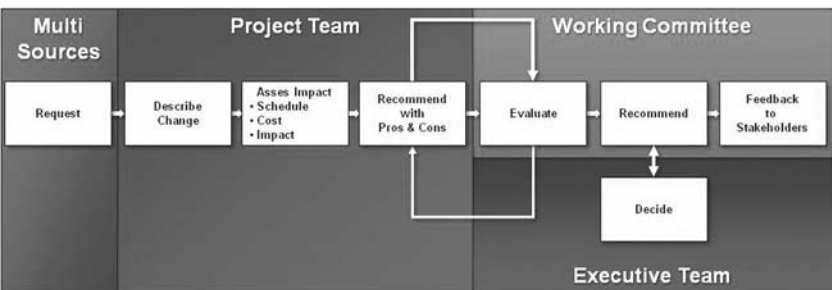 Multi
Sources
Project Team
Working Committee
Request
Describe
Change
Asses Impact
• Schedule
• Cost
• Impact
Recommend
with
Pros & Cons
Evaluate
Recommend
Feedback
to
Stakeholders
Decide
Executive Team